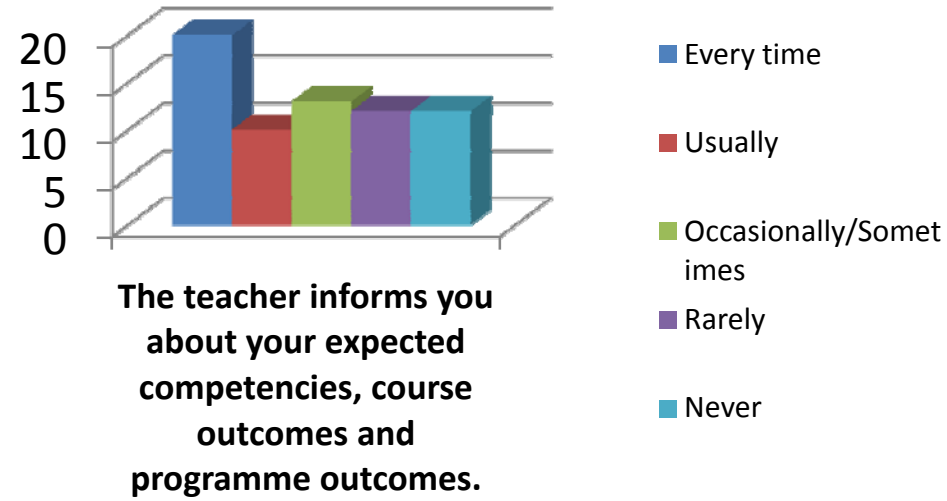 20
15
10
5
0
The teacher informs you
about your expected
competencies, course
outcomes and
programme outcomes.
Every time
Usually
Occasionally/Somet
imes
Rarely
Never